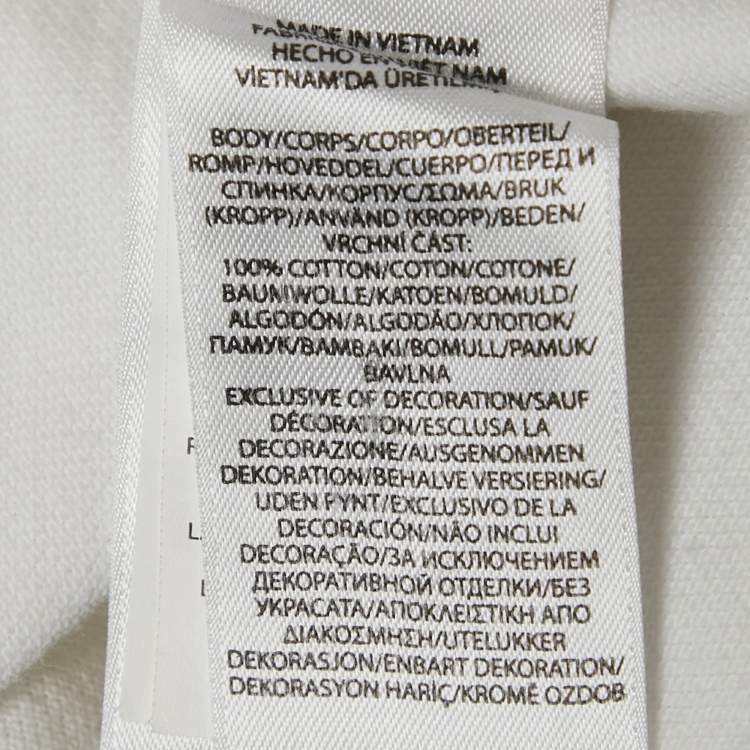 MADE IN VIETNAM
HECHO EN VIET NAM
VIETNAM'DA ÜRETILMIŞ
BODY/CORPS/CORPO/OBERTEIL/
ROMP/HOVEDDEL/CUERPO/ПЕРЕД И
СПИНКА/КОРПУС/ΣΩΜΑ/BRUK
(KROPP)/ANVÄND (KROPP)/BEDEN/
VRCHNÍ ČÁST:
100% COTTON/COTON/COTONE/
BAUMWOLLE/KATOEN/BOMULD/
ALGODÓN/ALGODÃO/ХЛОПОК/
ПАМУК/ΒΑΜΒΑΚΙ/BOMULL/PAMUK/
BAVLNA
EXCLUSIVE OF DECORATION/SAUF
DÉCORATION/ESCLUSA LA
DECORAZIONE/AUSGENOMMEN
DEKORATION/BEHALVE VERSIERING/
UDEN PYNT/EXCLUSIVO DE LA
DECORACIÓN/NÃO INCLUI
DECORAÇÃO/ЗА ИСКЛЮЧЕНИЕМ
ДЕКОРАТИВНОЙ ОТДЕЛКИ/БЕЗ
УКРАСАТА/ΑΠΟΚΛΕΙΣΤΙΚΗ ΑΠΟ
ΔΙΑΚΟΣΜΗΣΗ/UTELUKKER
DEKORASJON/ENBART DEKORATION/
DEKORASYON HARİÇ/KROMĚ OZDOB